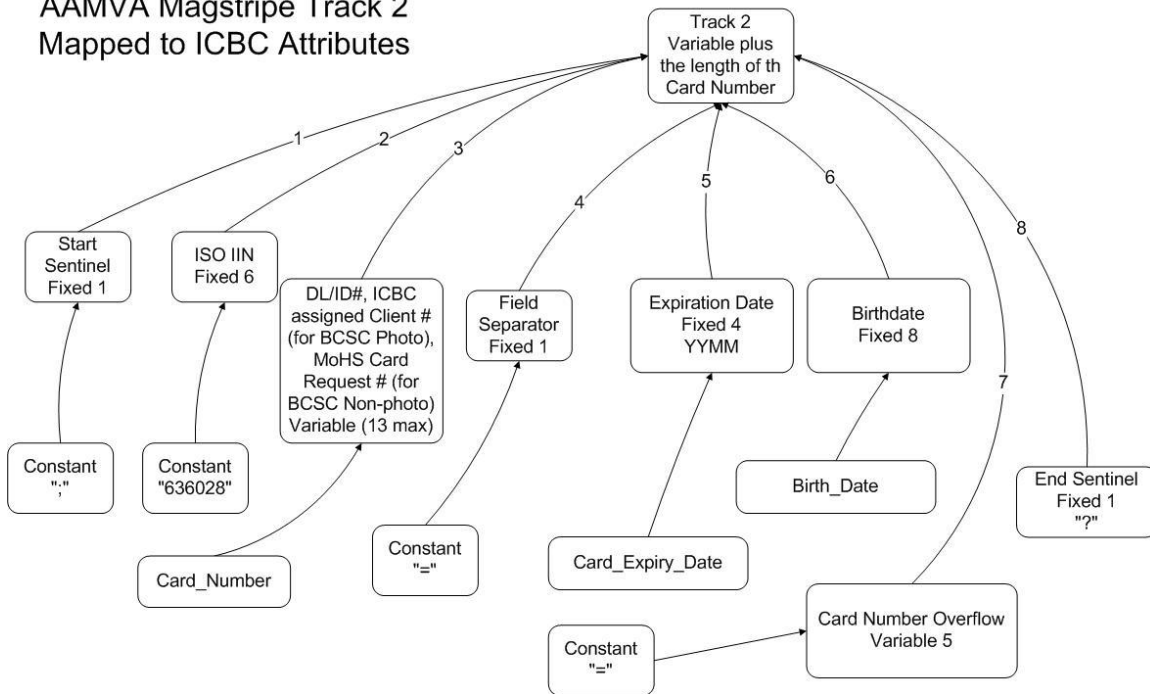 AAMVA Magstripe Track 2
Mapped to ICBC Attributes
Track 2
Variable plus
the length of th
Card Number
1
2
3
4
5
6
8
7
Start
Sentinel
Fixed 1
ISO IIN
Fixed 6
DL/ID#, ICBC
assigned Client #
(for BCSC Photo),
MoHS Card
Request # (for
BCSC Non-photo)
Variable (13 max)
Field
Separator
Fixed 1
Expiration Date
Fixed 4
YYMM
Birthdate
Fixed 8
Constant
";"
Constant
"636028"
Card_Number
Constant
"="
Card_Expiry_Date
Birth_Date
End Sentinel
Fixed 1
"?"
Constant
"="
Card Number Overflow
Variable 5